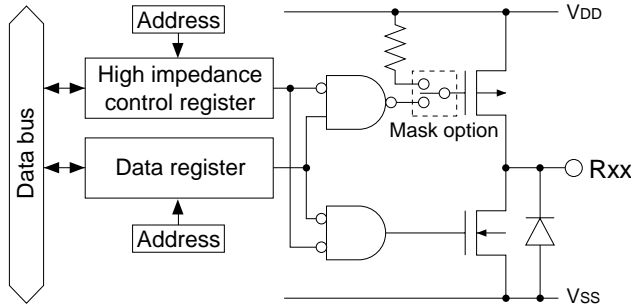 Address
VDD
High impedance
control register
Mask option
Data bus
Data register
Rxx
Address
VSS